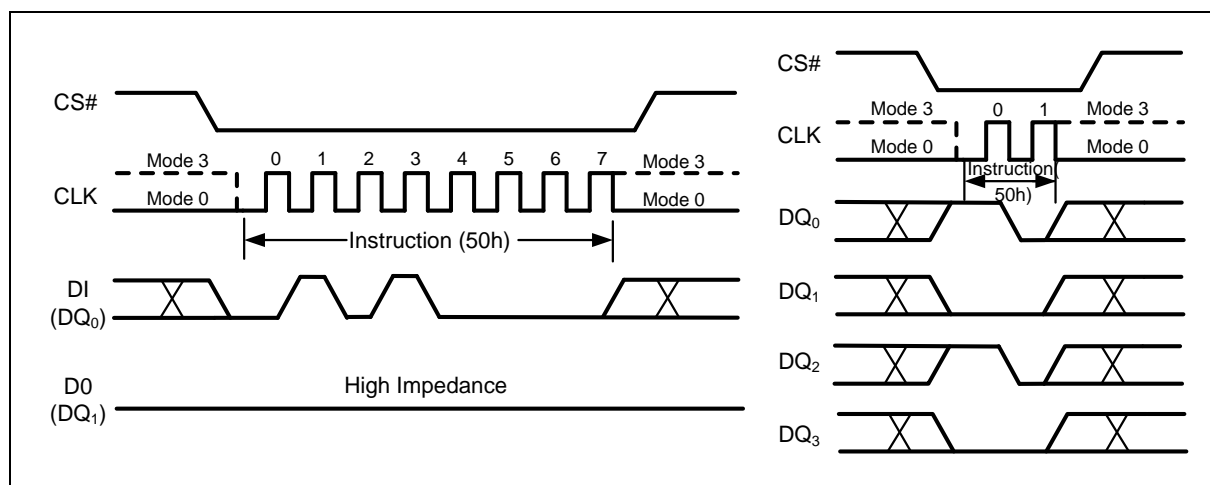 CS#
CLK
Mode 3
Mode 0
0 1 2 3 4 5 6 7
Mode 3
Mode 0
Instruction (50h)
DI
(DQ0)
D0
(DQ1)
High Impedance
CS#
CLK
Mode 3
Mode 0
0 1
Mode 3
Mode 0
Instruction(
50h)
DQ0
DQ1
DQ2
DQ3